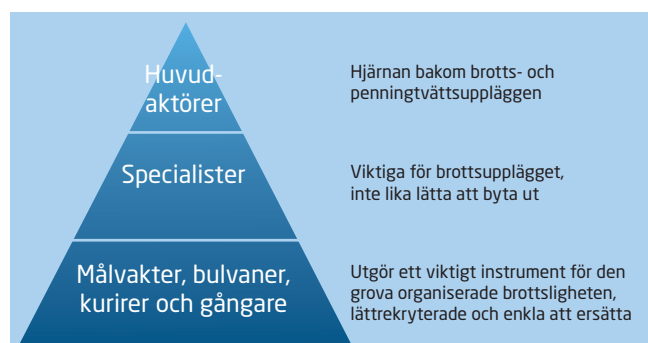 Huvud-
aktörer
Hjärnan bakom brotts- och
penningtvättsuppläggen
Specialister
Viktiga för brottsupplägget,
inte lika lätta att byta ut
Målvakter, bulvaner,
kurirer och gångare
Utgör ett viktigt instrument för den
grova organiserade brottsligheten,
lättrekryterade och enkla att ersätta